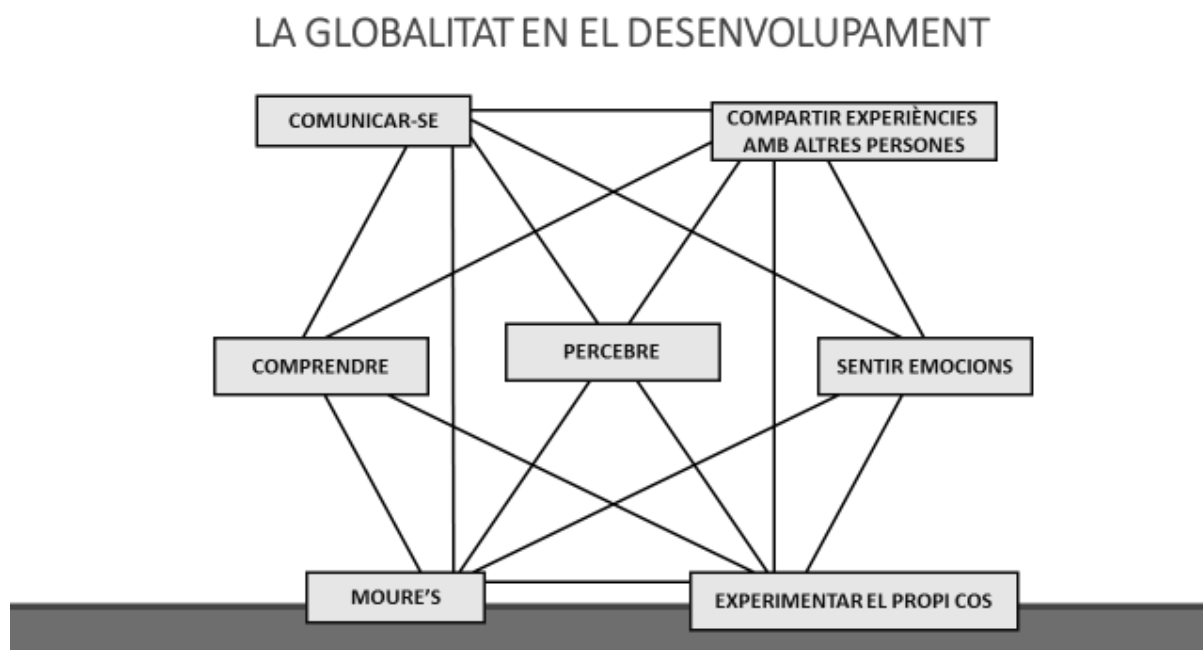 LA GLOBALITAT EN EL DESENVOLUPAMENT
COMUNICAR-SE
COMPARTIR EXPERIÈNCIES
AMB ALTRES PERSONES
COMPRENDRE
PERCEBRE
SENTIR EMOCIONS
MOURE’S
EXPERIMENTAR EL PROPI COS